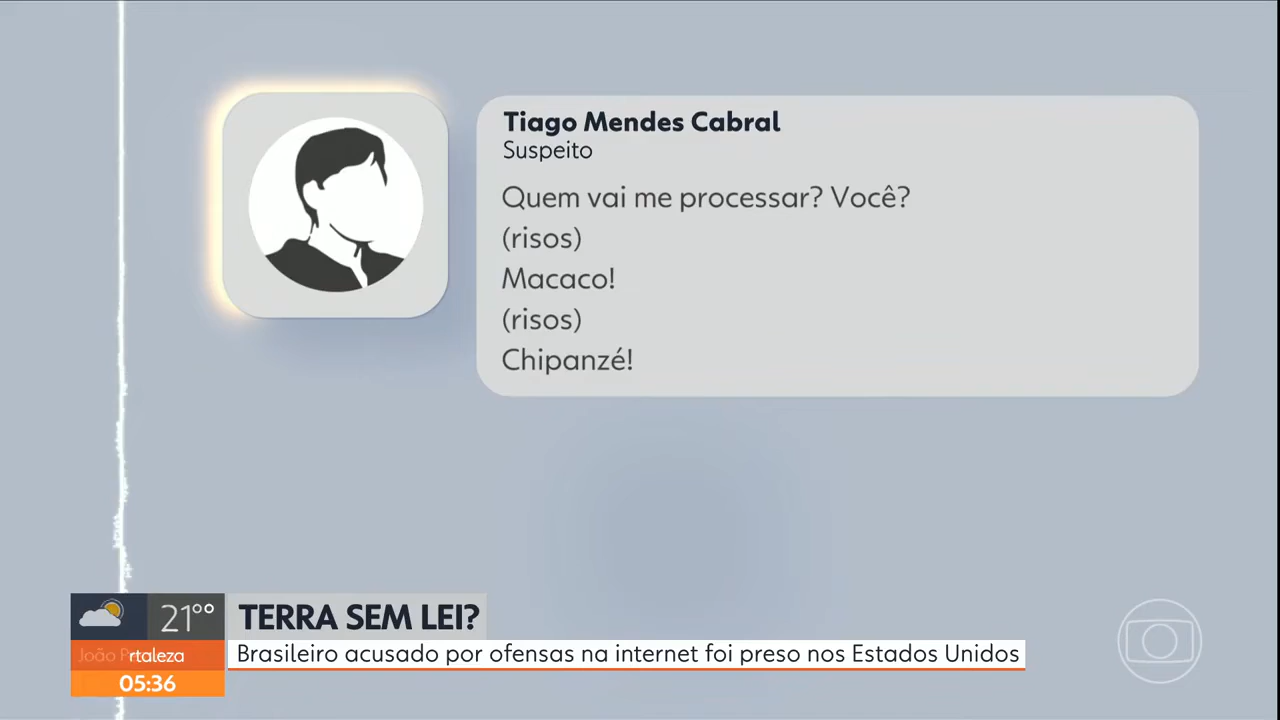 Tiago Mendes Cabral
Suspeito
Quem vai me processar? Você?
(risos)
Macaco!
(risos)
Chipanzé!
21°° TERRA SEM LEI?
rtaleza
Brasileiro acusado por ofensas na internet foi preso nos Estados Unidos
05:36